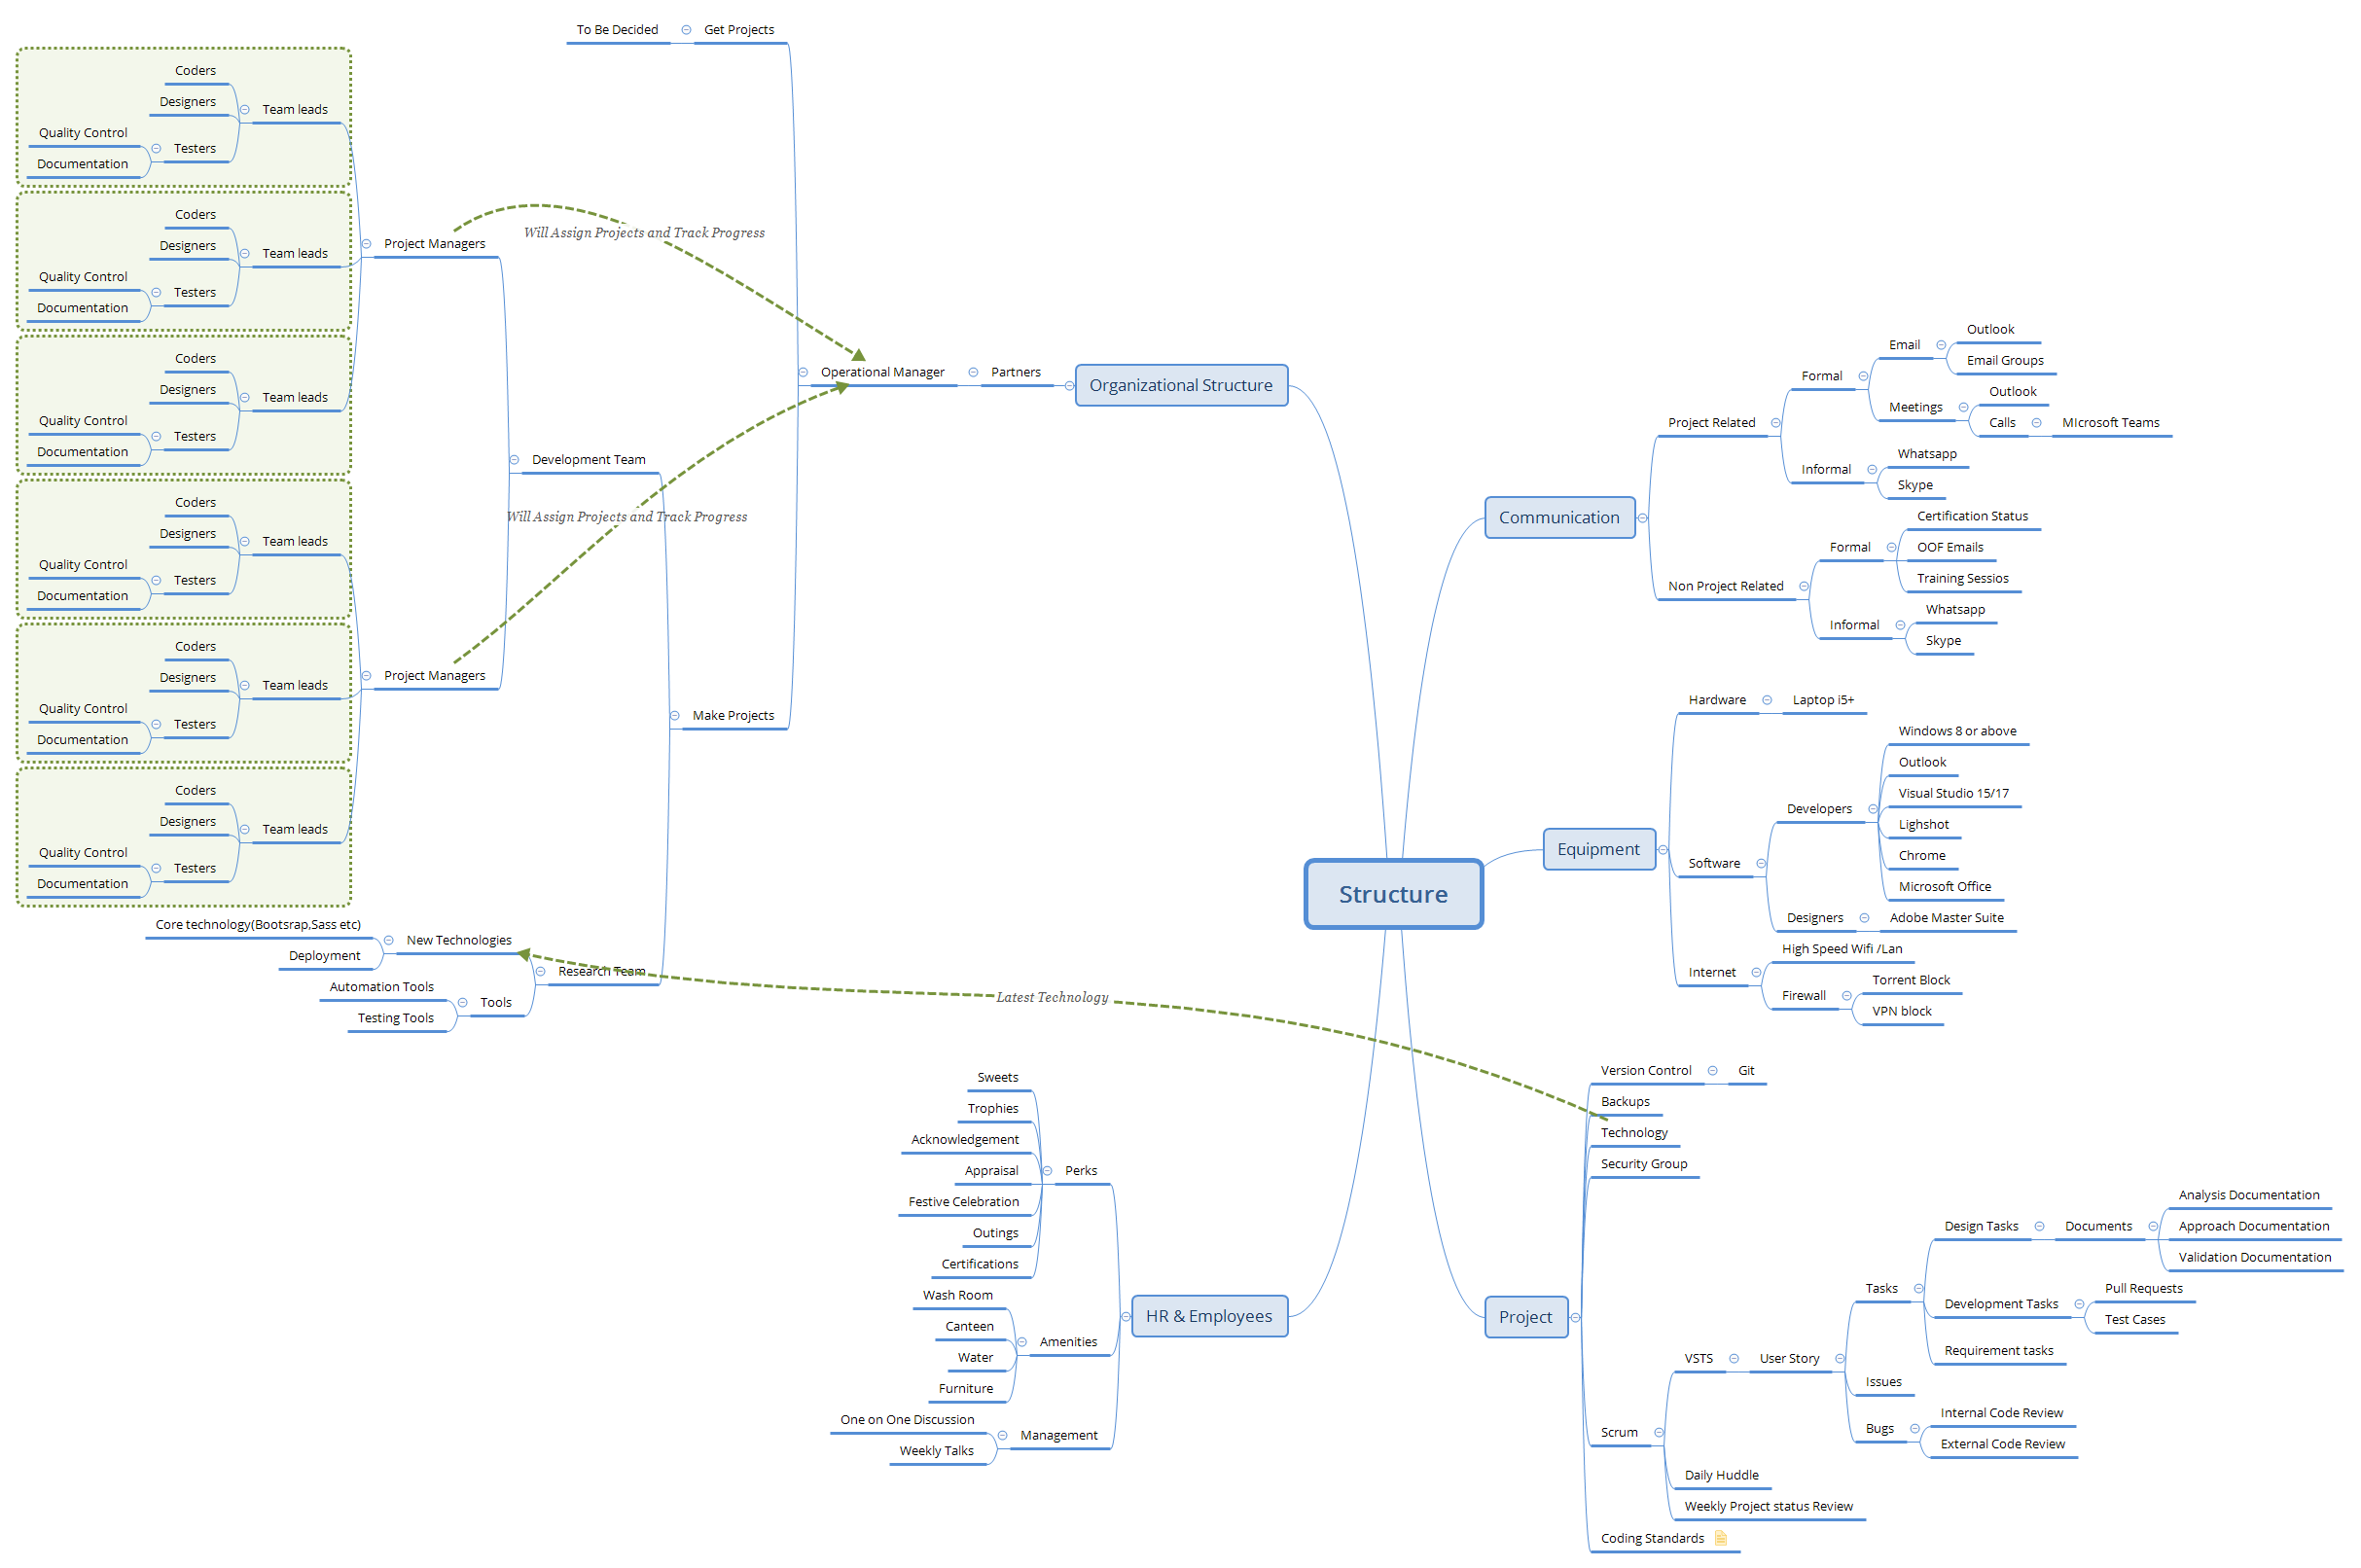 Structure
Communication
Project Related
Formal
Email
Outlook
Email Groups
Meetings
Outlook
Calls
MIcrosoft Teams
Informal
Whatsapp
Skype
Non Project Related
Formal
Certification Status
OOF Emails
Training Sessios
Informal
Whatsapp
Skype
Equipment
Hardware
Laptop i5+
Software
Developers
Windows 8 or above
Outlook
Visual Studio 15/17
Lighshot
Chrome
Microsoft Office
Designers
Adobe Master Suite
Internet
High Speed Wifi /Lan
Firewall
Torrent Block
VPN block
Project
Version Control
Git
Backups
Technology
Security Group
Scrum
VSTS
User Story
Tasks
Design Tasks
Documents
Analysis Documentation
Approach Documentation
Validation Documentation
Development Tasks
Pull Requests
Test Cases
Requirement tasks
Issues
Bugs
Internal Code Review
External Code Review
Daily Huddle
Weekly Project status Review
Coding Standards
Organizational Structure
Partners
Operational Manager
Get Projects
To Be Decided
Make Projects
Development Team
Project Managers
Will Assign Projects and Track Progress
Team leads
Coders
Designers
Testers
Quality Control
Documentation
Team leads
Coders
Designers
Testers
Quality Control
Documentation
Team leads
Coders
Designers
Testers
Quality Control
Documentation
Project Managers
Will Assign Projects and Track Progress
Team leads
Coders
Designers
Testers
Quality Control
Documentation
Team leads
Coders
Designers
Testers
Quality Control
Documentation
Team leads
Coders
Designers
Testers
Quality Control
Documentation
Research Team
New Technologies
Core technology(Bootsrap,Sass etc)
Deployment
Tools
Automation Tools
Testing Tools
Latest Technology
HR & Employees
Perks
Sweets
Trophies
Acknowledgement
Appraisal
Festive Celebration
Outings
Certifications
Amenities
Wash Room
Canteen
Water
Furniture
Management
One on One Discussion
Weekly Talks